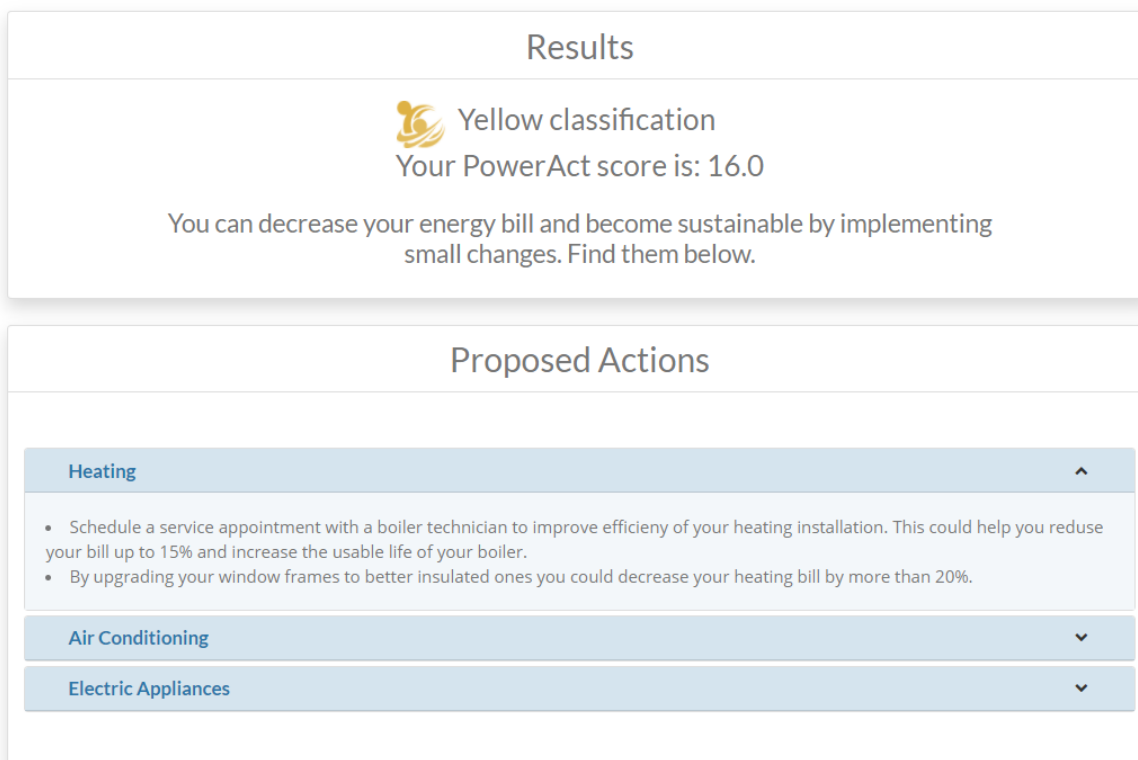 Results
Yellow classification
Your PowerAct score is: 16.0
You can decrease your energy bill and become sustainable by implementing
small changes. Find them below.
Proposed Actions
Heating
• Schedule a service appointment with a boiler technician to improve efficieny of your heating installation. This could help you reduse
your bill up to 15% and increase the usable life of your boiler.
• By upgrading your window frames to better insulated ones you could decrease your heating bill by more than 20%.
Air Conditioning
Electric Appliances